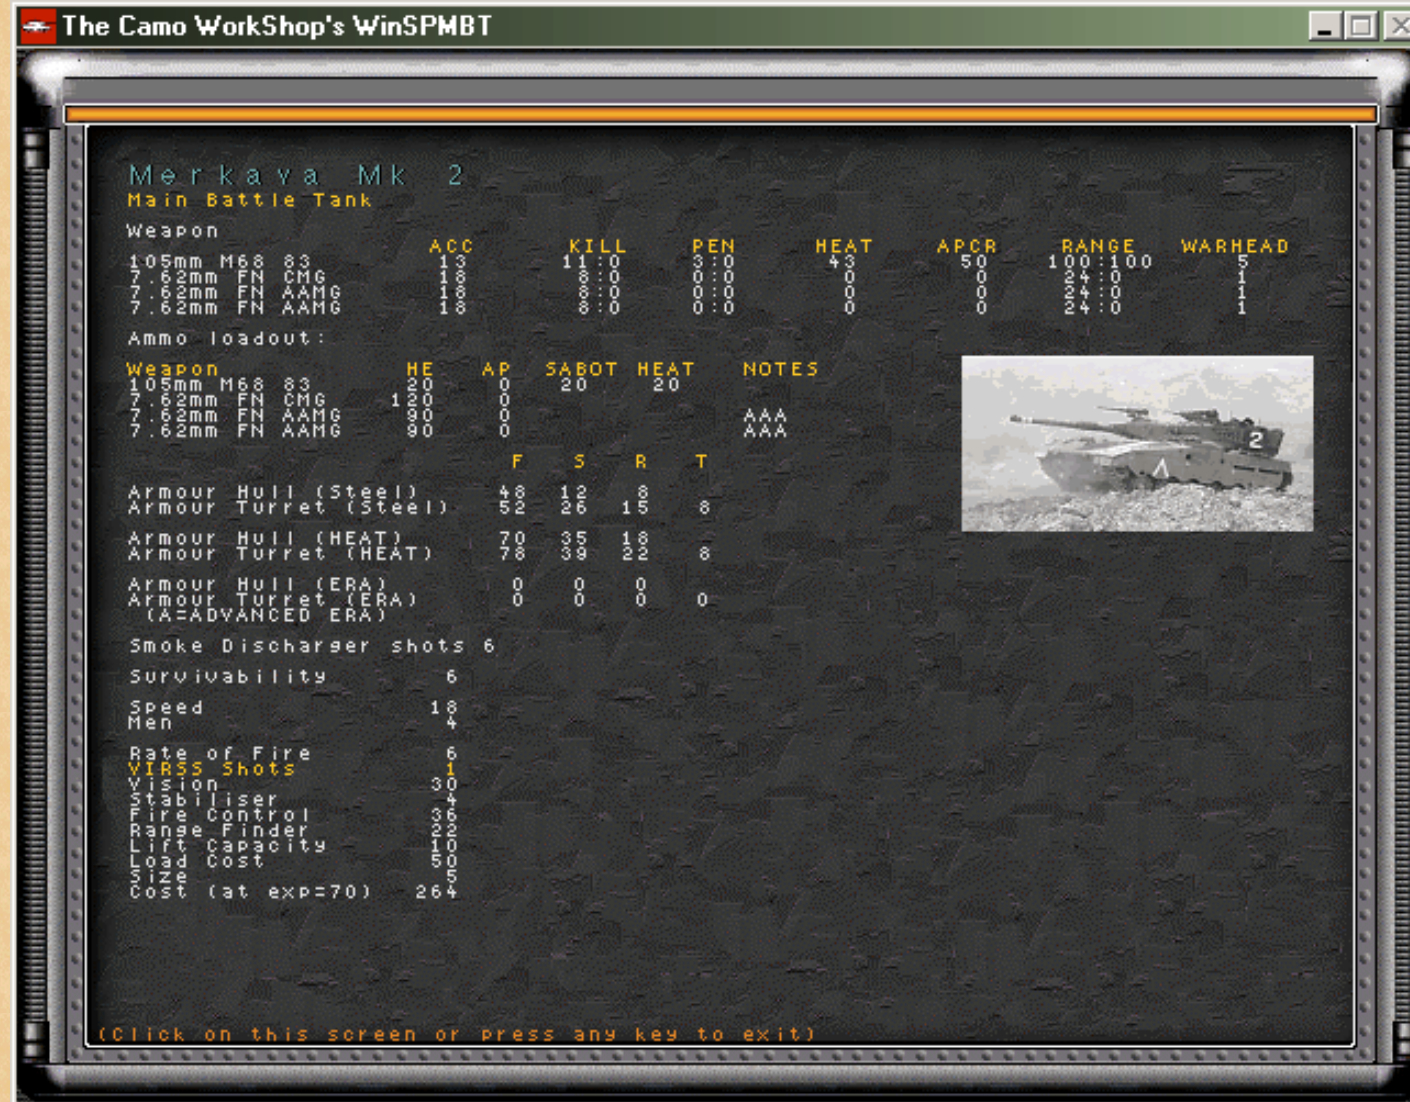 The Camo WorkShop's WinSPMBT
Merkava Mk 2
Main Battle Tank
Weapon ACC KILL PEN HEAT APCR RANGE WARHEAD
105mm M68 83 13 11:0 3:0 43 50 100:100 5
7.62mm FN CMG 18 8:0 0:0 0 0 24:0 1
7.62mm FN AAMG 18 8:0 0:0 0 0 24:0 1
7.62mm FN AAMG 18 8:0 0:0 0 0 24:0 1
Ammo loadout:
Weapon HE AP SABOT HEAT NOTES
105mm M68 83 20 0 20 20
7.62mm FN CMG 120 0
7.62mm FN AAMG 90 0 AAA
7.62mm FN AAMG 90 0 AAA
F S R T
Armour Hull (Steel) 48 12 8
Armour Turret (Steel) 52 26 15 8
Armour Hull (HEAT) 70 35 18
Armour Turret (HEAT) 78 39 22 8
Armour Hull (ERA) 0 0 0
Armour Turret (ERA) 0 0 0 0
(A=ADVANCED ERA)
Smoke Discharger shots 6
Survivability 6
Speed 18
Men 4
Rate of Fire 6
VIRSS Shots 1
Vision 30
Stabiliser 4
Fire Control 36
Range Finder 22
Lift Capacity 10
Load Cost 50
Size 5
Cost (at exp=70) 264
2
(Click on this screen or press any key to exit)